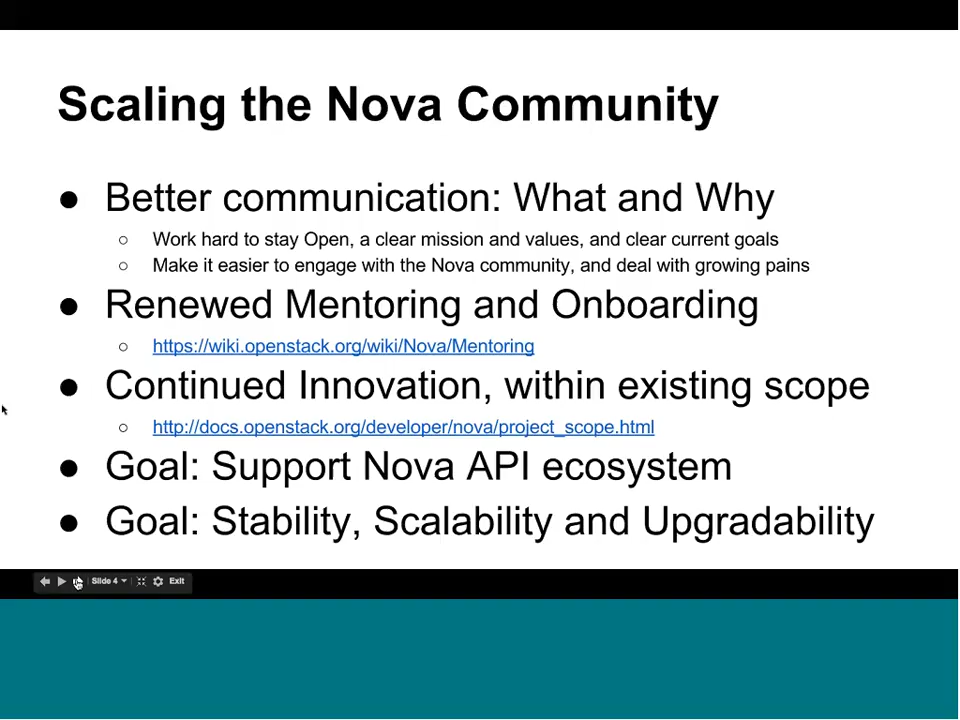 Scaling the Nova Community
● Better communication: What and Why
○ Work hard to stay Open, a clear mission and values, and clear current goals
○ Make it easier to engage with the Nova community, and deal with growing pains
● Renewed Mentoring and Onboarding
○ https://wiki.openstack.org/wiki/Nova/Mentoring
● Continued Innovation, within existing scope
○ http://docs.openstack.org/developer/nova/project_scope.html
● Goal: Support Nova API ecosystem
● Goal: Stability, Scalability and Upgradability
Slide 4 Exit